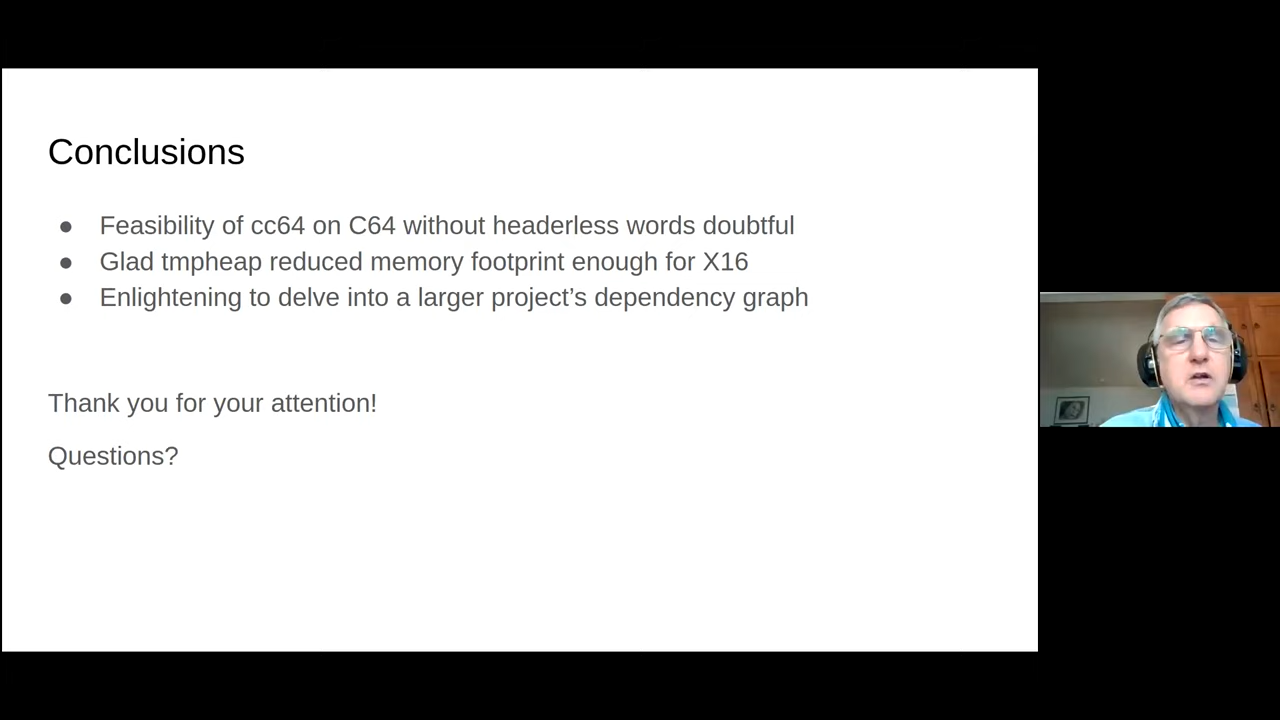 Conclusions
● Feasibility of cc64 on C64 without headerless words doubtful
● Glad tmpheap reduced memory footprint enough for X16
● Enlightening to delve into a larger project’s dependency graph
Thank you for your attention!
Questions?